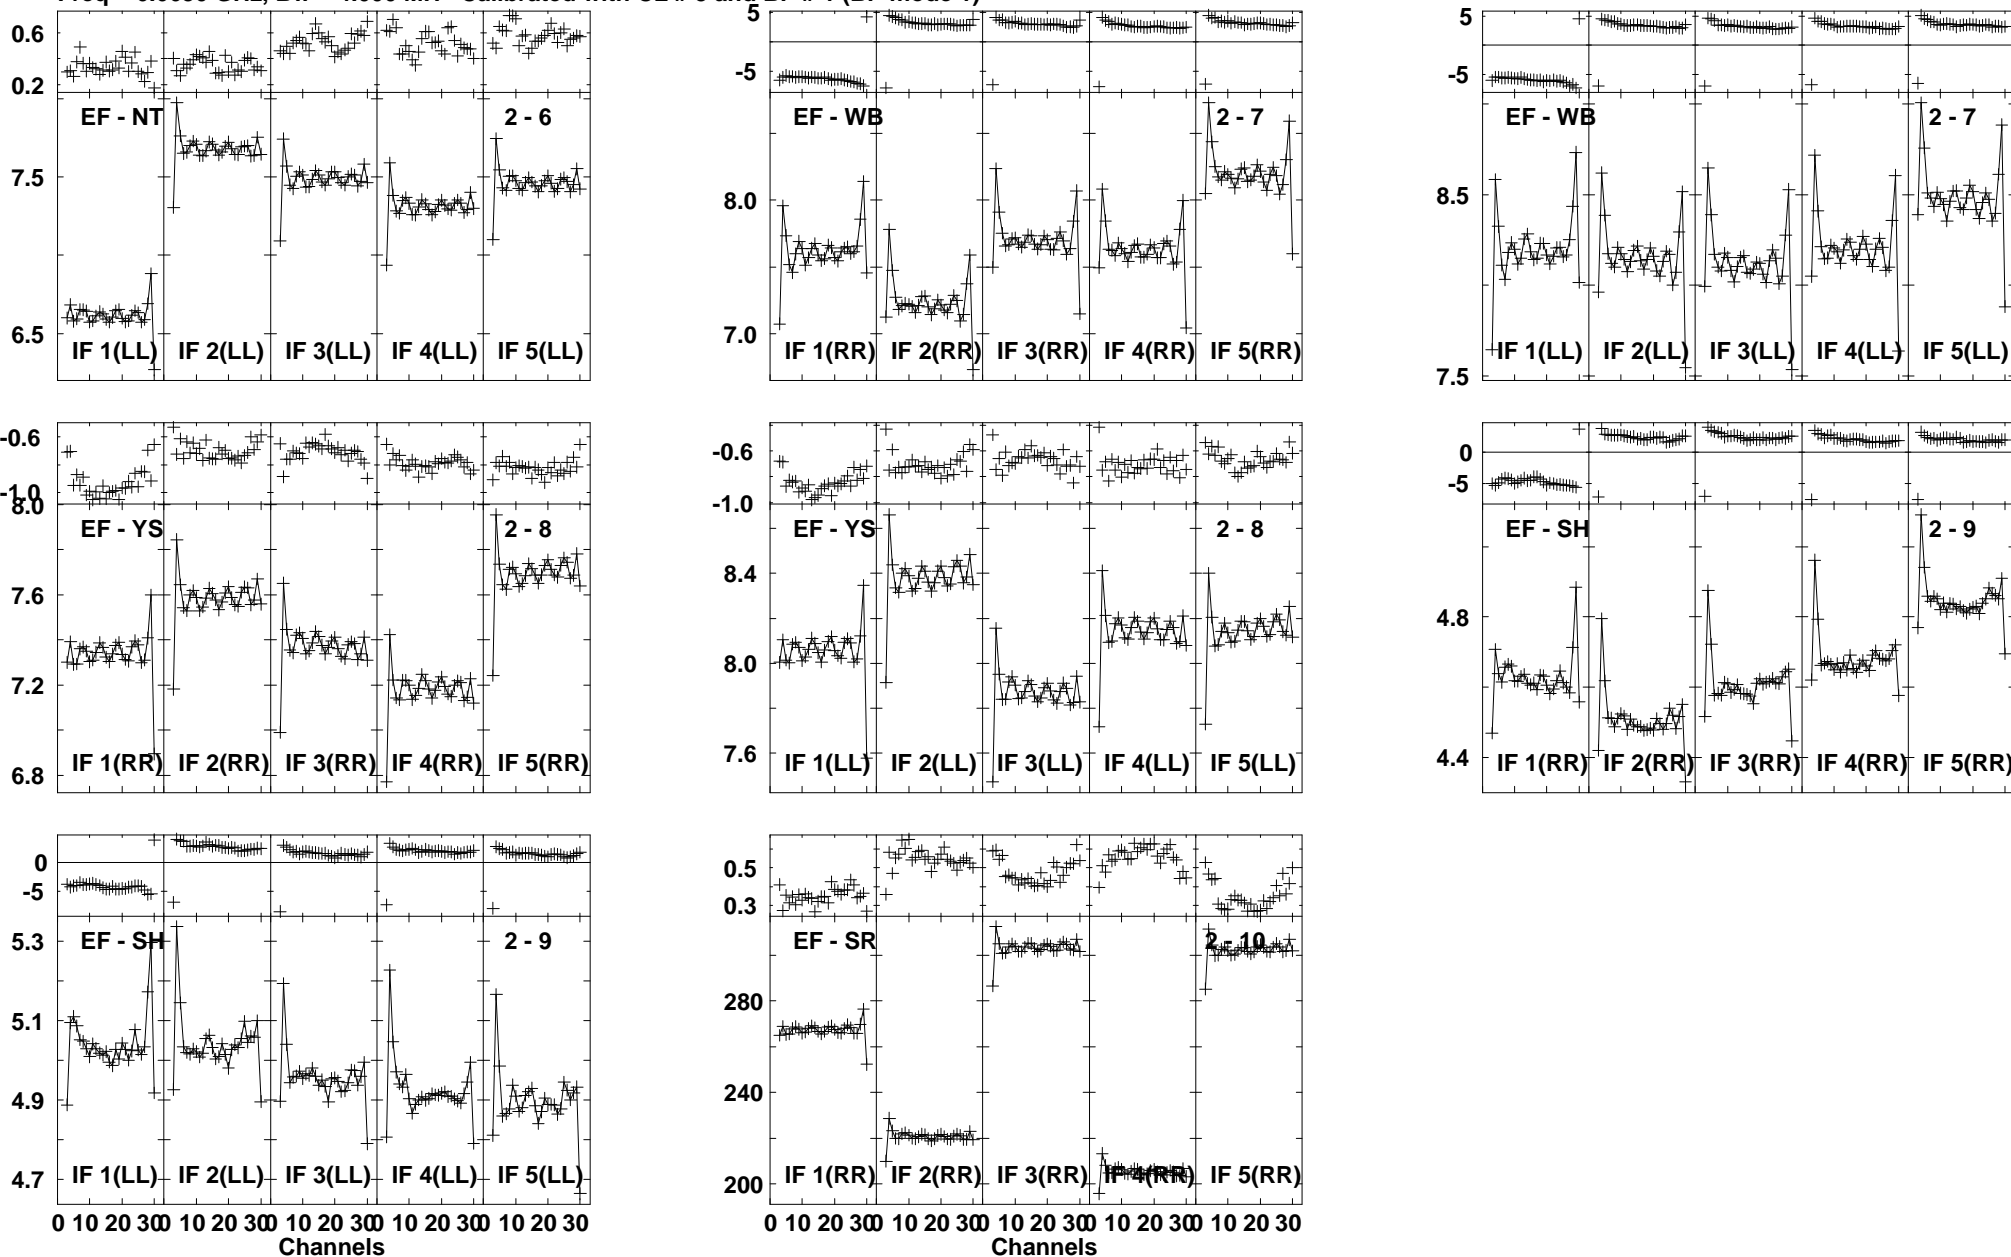 0.6
0.2
EF - NT 2 - 6
7.5
6.5
IF 1(LL) IF 2(LL) IF 3(LL) IF 4(LL) IF 5(LL)
5
-5
EF - WB 2 - 7
8.0
7.0
IF 1(RR) IF 2(RR) IF 3(RR) IF 4(RR) IF 5(RR)
5
-5
EF - WB 2 - 7
8.5
7.5
IF 1(LL) IF 2(LL) IF 3(LL) IF 4(LL) IF 5(LL)
-0.6
-1.0
8.0
EF - YS 2 - 8
7.6
7.2
6.8
IF 1(RR) IF 2(RR) IF 3(RR) IF 4(RR) IF 5(RR)
-0.6
-1.0
EF - YS 2 - 8
8.4
8.0
7.6
IF 1(LL) IF 2(LL) IF 3(LL) IF 4(LL) IF 5(LL)
0
-5
EF - SH 2 - 9
4.8
4.4
IF 1(RR) IF 2(RR) IF 3(RR) IF 4(RR) IF 5(RR)
0
-5
EF - SH 2 - 9
5.3
5.1
4.9
4.7
IF 1(LL) IF 2(LL) IF 3(LL) IF 4(LL) IF 5(LL)
0 10 20 30 0 10 20 30 0 10 20 30 0 10 20 30 0 10 20 30
Channels
0.5
0.3
EF - SR 2 - 10
280
240
200
IF 1(RR) IF 2(RR) IF 3(RR) IF 4(RR) IF 5(RR)
0 10 20 30 0 10 20 30 0 10 20 30 0 10 20 30 0 10 20 30
Channels